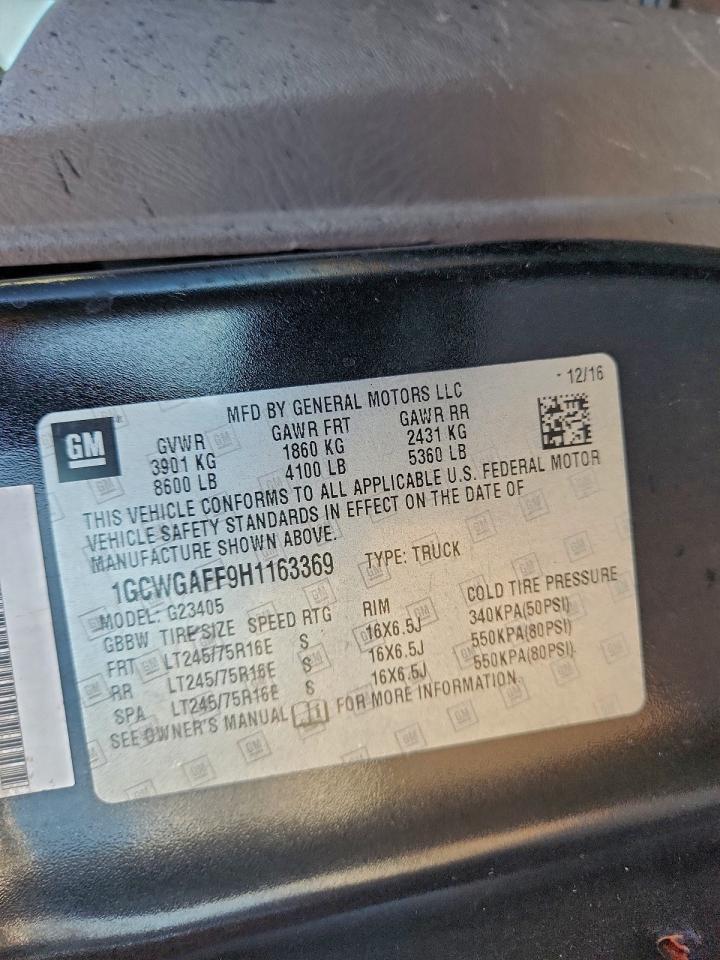 - 12/16
MFD BY GENERAL MOTORS LLC
GM
GVWR GAWR FRT GAWR RR
3901 KG 1860 KG 2431 KG
8600 LB 4100 LB 5360 LB
THIS VEHICLE CONFORMS TO ALL APPLICABLE U.S. FEDERAL MOTOR
VEHICLE SAFETY STANDARDS IN EFFECT ON THE DATE OF
MANUFACTURE SHOWN ABOVE.
1GCWGAFF9H1163369 TYPE: TRUCK
MODEL: G23405
GBBW TIRE SIZE SPEED RTG RIM COLD TIRE PRESSURE
FRT LT245/75R16E S 16X6.5J 340KPA(50PSI)
RR LT245/75R16E S 16X6.5J 550KPA(80PSI)
SPA LT245/75R16E S 16X6.5J 550KPA(80PSI)
SEE OWNER'S MANUAL FOR MORE INFORMATION.